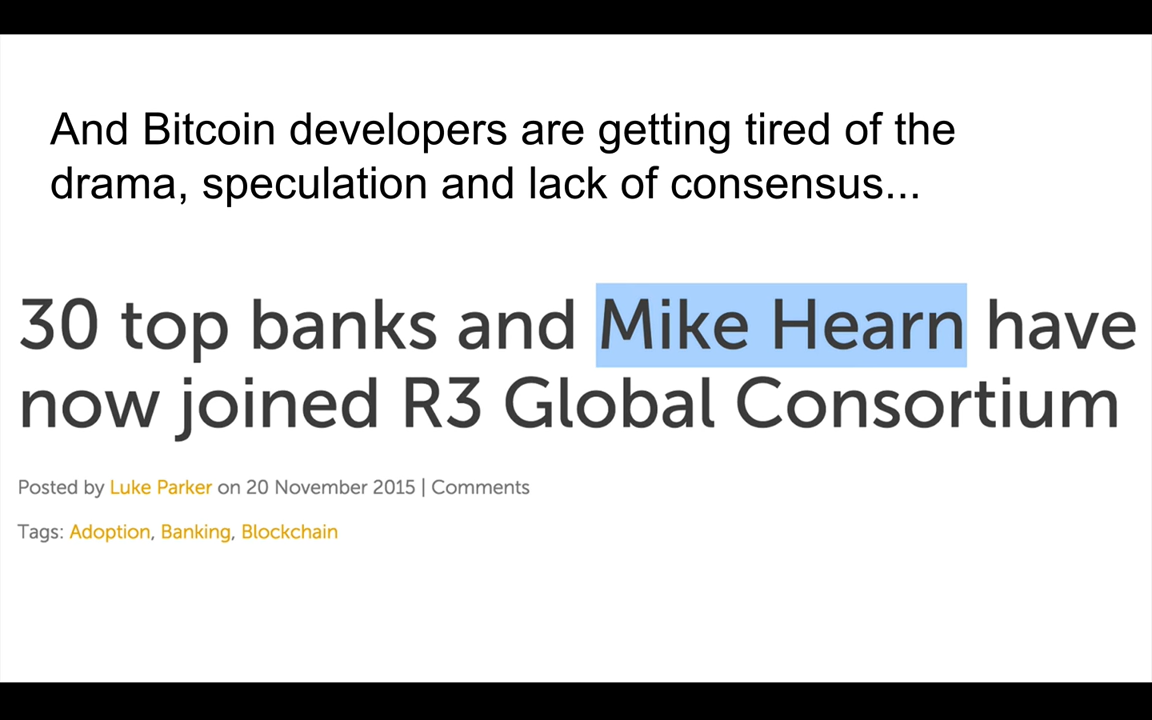 And Bitcoin developers are getting tired of the
drama, speculation and lack of consensus...
30 top banks and Mike Hearn have
now joined R3 Global Consortium
Posted by Luke Parker on 20 November 2015 | Comments
Tags: Adoption, Banking, Blockchain